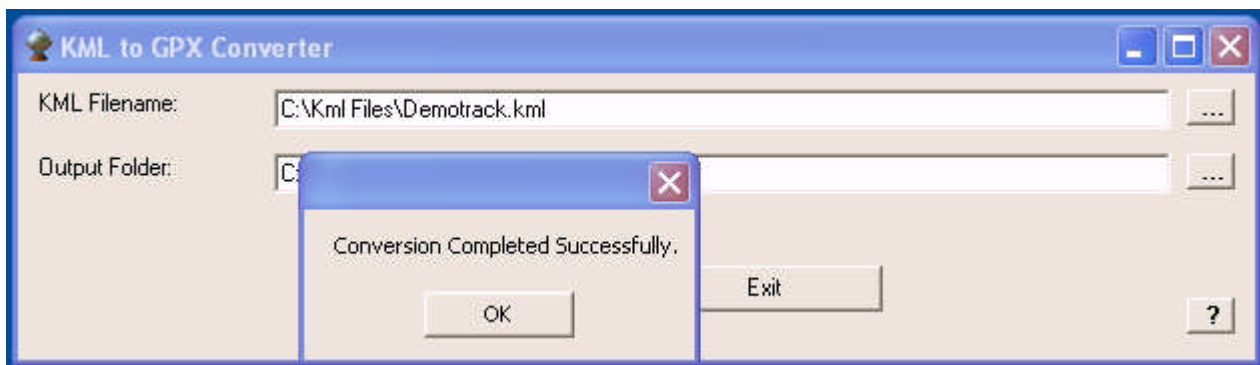 KML to GPX Converter
KML Filename:
C:\Kml Files\Demotrack.kml
...
Output Folder:
C:
...
Conversion Completed Successfully.
OK
Exit
?